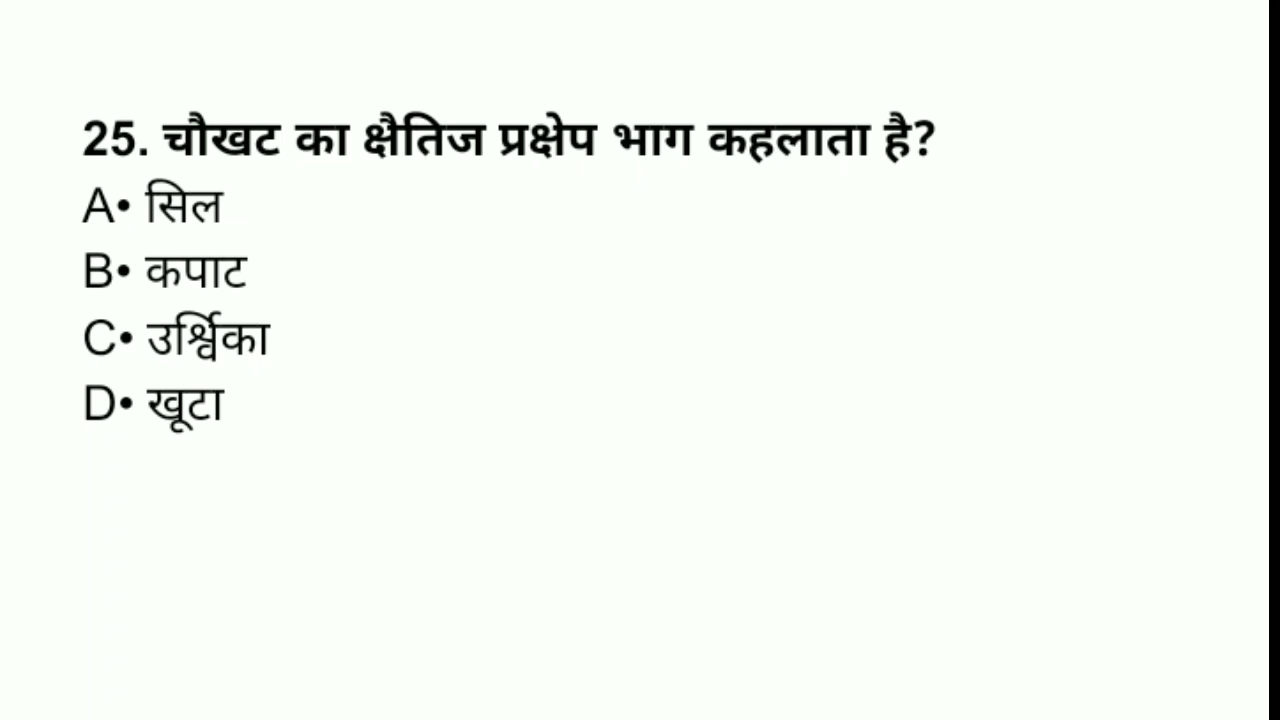 25. चौखट का क्षैतिज प्रक्षेप भाग कहलाता है?
A• सिल
B• कपाट
C• उर्श्विका
D• खूटा